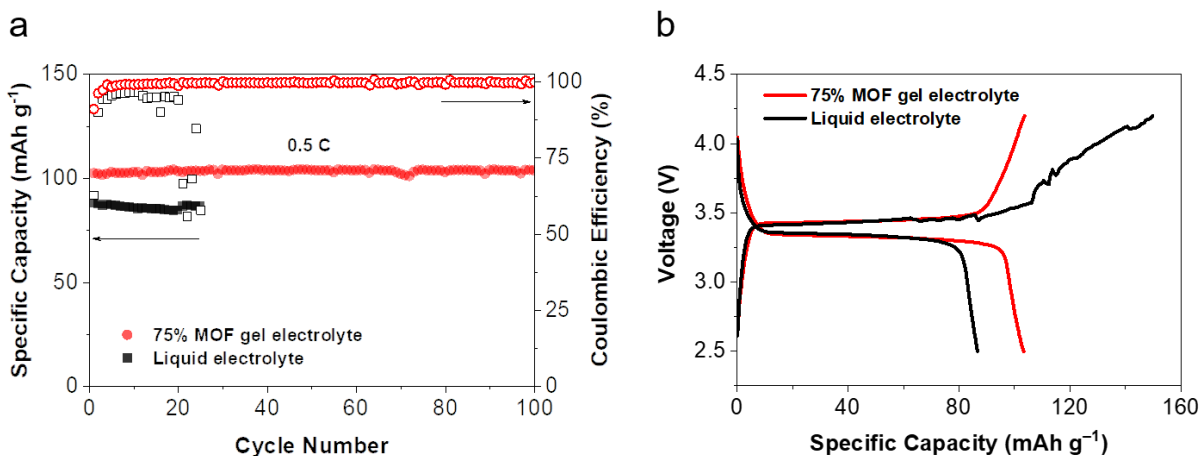 a
Specific Capacity (mAh g⁻¹)
150
100
75
50
25
0
0.5 C
75% MOF gel electrolyte
Liquid electrolyte
0 20 40 60 80 100
Cycle Number
100
75
50
25
0
Coulombic Efficiency (%)
b
Voltage (V)
4.5
4.0
3.5
3.0
2.5
75% MOF gel electrolyte
Liquid electrolyte
0 40 80 120 160
Specific Capacity (mAh g⁻¹)